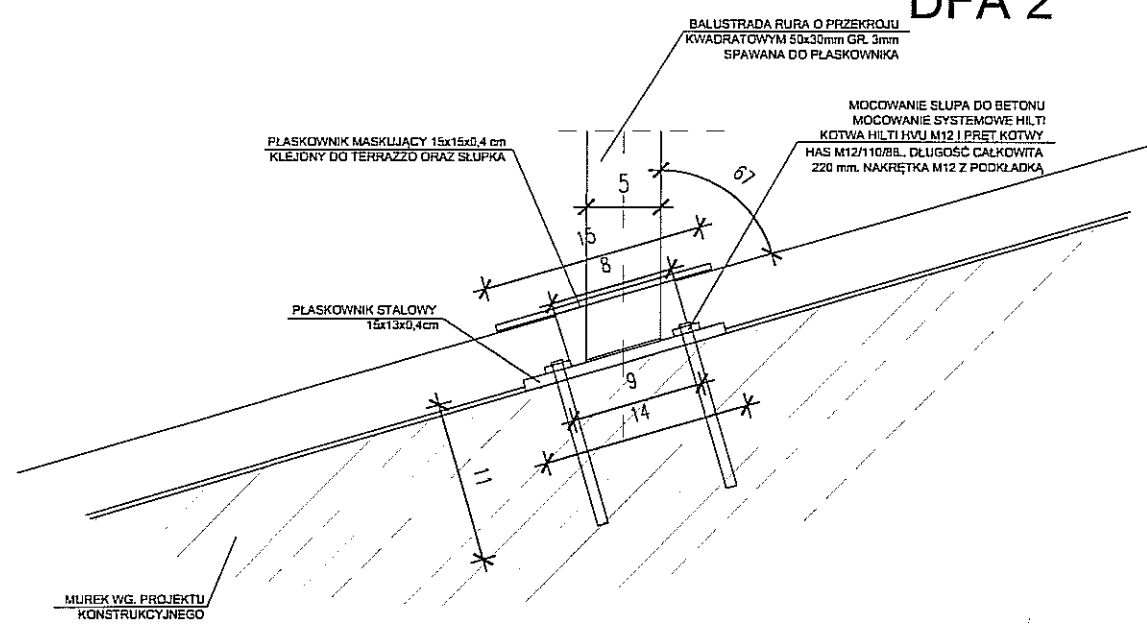 DFA 2
BALUSTRADA RURA O PRZEKROJU
KWADRATOWYM 50x30mm GR. 3mm
SPAWANA DO PŁASKOWNIKA
MOCOWANIE SŁUPA DO BETONU
MOCOWANIE SYSTEMOWE HILTI
KOTWA HILTI HVU M12 I PRĘT KOTWY
HAS M12/110/88L, DŁUGOŚĆ CAŁKOWITA
220 mm. NAKRĘTKA M12 Z PODKŁADKĄ
PŁASKOWNIK MASKUJĄCY 15x15x0,4 cm
KLEJONY DO TERRAZZO ORAZ SŁUPKA
67
5
15
8
PŁASKOWNIK STALOWY
15x13x0,4cm
9
14
11
MUREK WG. PROJEKTU
KONSTRUKCYJNEGO